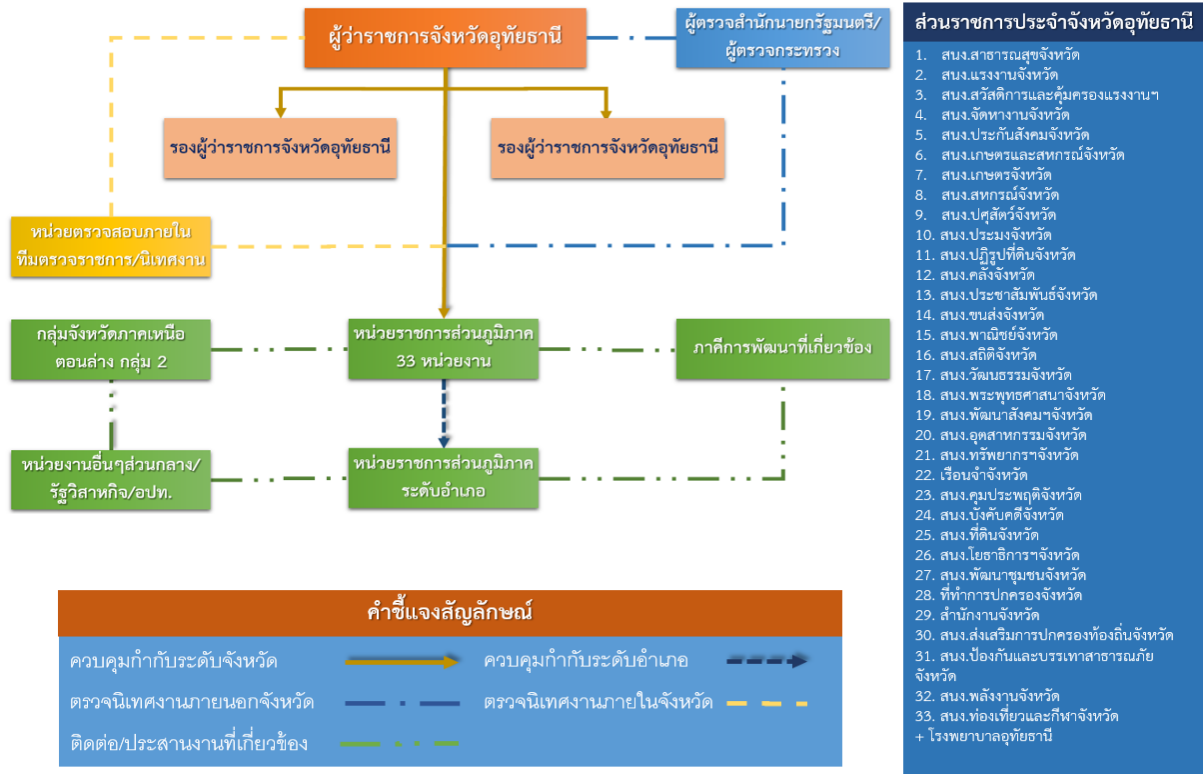 ผู้ว่าราชการจังหวัดอุทัยธานี
ผู้ตรวจสำนักนายกรัฐมนตรี/
ผู้ตรวจกระทรวง
รองผู้ว่าราชการจังหวัดอุทัยธานี
รองผู้ว่าราชการจังหวัดอุทัยธานี
หน่วยตรวจสอบภายใน
ทีมตรวจราชการ/นิเทศงาน
กลุ่มจังหวัดภาคเหนือ
ตอนล่าง กลุ่ม 2
หน่วยราชการส่วนภูมิภาค
33 หน่วยงาน
ภาคีการพัฒนาที่เกี่ยวข้อง
หน่วยงานอื่นๆส่วนกลาง/
รัฐวิสาหกิจ/อปท.
หน่วยราชการส่วนภูมิภาค
ระดับอำเภอ
คำชี้แจงสัญลักษณ์
ควบคุมกำกับระดับจังหวัด
ควบคุมกำกับระดับอำเภอ
ตรวจนิเทศงานภายนอกจังหวัด
ตรวจนิเทศงานภายในจังหวัด
ติดต่อ/ประสานงานที่เกี่ยวข้อง
ส่วนราชการประจำจังหวัดอุทัยธานี
1. สนง.สาธารณสุขจังหวัด
2. สนง.แรงงานจังหวัด
3. สนง.สวัสดิการและคุ้มครองแรงงานฯ
4. สนง.จัดหางานจังหวัด
5. สนง.ประกันสังคมจังหวัด
6. สนง.เกษตรและสหกรณ์จังหวัด
7. สนง.เกษตรจังหวัด
8. สนง.สหกรณ์จังหวัด
9. สนง.ปศุสัตว์จังหวัด
10. สนง.ประมงจังหวัด
11. สนง.ปฏิรูปที่ดินจังหวัด
12. สนง.คลังจังหวัด
13. สนง.ประชาสัมพันธ์จังหวัด
14. สนง.ขนส่งจังหวัด
15. สนง.พาณิชย์จังหวัด
16. สนง.สถิติจังหวัด
17. สนง.วัฒนธรรมจังหวัด
18. สนง.พระพุทธศาสนาจังหวัด
19. สนง.พัฒนาสังคมฯจังหวัด
20. สนง.อุตสาหกรรมจังหวัด
21. สนง.ทรัพยากรฯจังหวัด
22. เรือนจำจังหวัด
23. สนง.คุมประพฤติจังหวัด
24. สนง.บังคับคดีจังหวัด
25. สนง.ที่ดินจังหวัด
26. สนง.โยธาธิการฯจังหวัด
27. สนง.พัฒนาชุมชนจังหวัด
28. ที่ทำการปกครองจังหวัด
29. สำนักงานจังหวัด
30. สนง.ส่งเสริมการปกครองท้องถิ่นจังหวัด
31. สนง.ป้องกันและบรรเทาสาธารณภัย
จังหวัด
32. สนง.พลังงานจังหวัด
33. สนง.ท่องเที่ยวและกีฬาจังหวัด
+ โรงพยาบาลอุทัยธานี